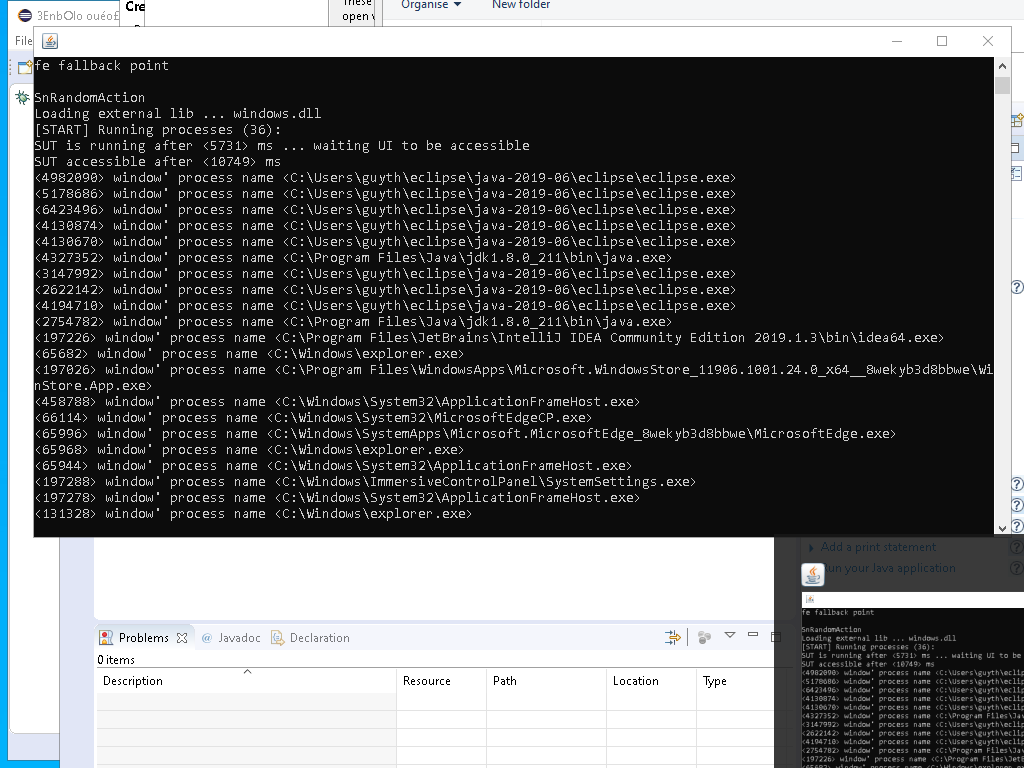 3EnbOlo ouéo
Cre
These
open
Organise
New folder
File
fe fallback point
SnRandomAction
Loading external lib ... windows.dll
[START] Running processes (36):
SUT is running after <5731> ms ... waiting UI to be accessible
SUT accessible after <10749> ms
<4982090> window' process name <C:\Users\guyth\eclipse\java-2019-06\eclipse\eclipse.exe>
<5178686> window' process name <C:\Users\guyth\eclipse\java-2019-06\eclipse\eclipse.exe>
<6423496> window' process name <C:\Users\guyth\eclipse\java-2019-06\eclipse\eclipse.exe>
<4130874> window' process name <C:\Users\guyth\eclipse\java-2019-06\eclipse\eclipse.exe>
<4130670> window' process name <C:\Users\guyth\eclipse\java-2019-06\eclipse\eclipse.exe>
<4327352> window' process name <C:\Program Files\Java\jdk1.8.0_211\bin\java.exe>
<3147992> window' process name <C:\Users\guyth\eclipse\java-2019-06\eclipse\eclipse.exe>
<2622142> window' process name <C:\Users\guyth\eclipse\java-2019-06\eclipse\eclipse.exe>
<4194710> window' process name <C:\Users\guyth\eclipse\java-2019-06\eclipse\eclipse.exe>
<2754782> window' process name <C:\Program Files\Java\jdk1.8.0_211\bin\java.exe>
<197226> window' process name <C:\Program Files\JetBrains\IntelliJ IDEA Community Edition 2019.1.3\bin\idea64.exe>
<65682> window' process name <C:\Windows\explorer.exe>
<197026> window' process name <C:\Program Files\WindowsApps\Microsoft.WindowsStore_11906.1001.24.0_x64__8wekyb3d8bbwe\Wi
nStore.App.exe>
<458788> window' process name <C:\Windows\System32\ApplicationFrameHost.exe>
<66114> window' process name <C:\Windows\System32\MicrosoftEdgeCP.exe>
<65996> window' process name <C:\Windows\SystemApps\Microsoft.MicrosoftEdge_8wekyb3d8bbwe\MicrosoftEdge.exe>
<65968> window' process name <C:\Windows\explorer.exe>
<65944> window' process name <C:\Windows\System32\ApplicationFrameHost.exe>
<197288> window' process name <C:\Windows\ImmersiveControlPanel\SystemSettings.exe>
<197278> window' process name <C:\Windows\System32\ApplicationFrameHost.exe>
<131328> window' process name <C:\Windows\explorer.exe>
Add a print statement
Run your Java application
Problems
@ Javadoc
Declaration
0 items
Description
Resource
Path
Location
Type
fe fallback point
SnRandomAction
Loading external lib ... windows.dll
[START] Running processes (36):
SUT is running after <5731> ms ... waiting UI to be
SUT accessible after <10749> ms
<4982090> window' process name <C:\Users\guyth\eclip
<5178686> window' process name <C:\Users\guyth\eclip
<6423496> window' process name <C:\Users\guyth\eclip
<4130874> window' process name <C:\Users\guyth\eclip
<4130670> window' process name <C:\Users\guyth\eclip
<4327352> window' process name <C:\Program Files\Jav
<3147992> window' process name <C:\Users\guyth\eclip
<2622142> window' process name <C:\Users\guyth\eclip
<4194710> window' process name <C:\Users\guyth\eclip
<2754782> window' process name <C:\Program Files\Jav
<197226> window' process name <C:\Program Files\Jet